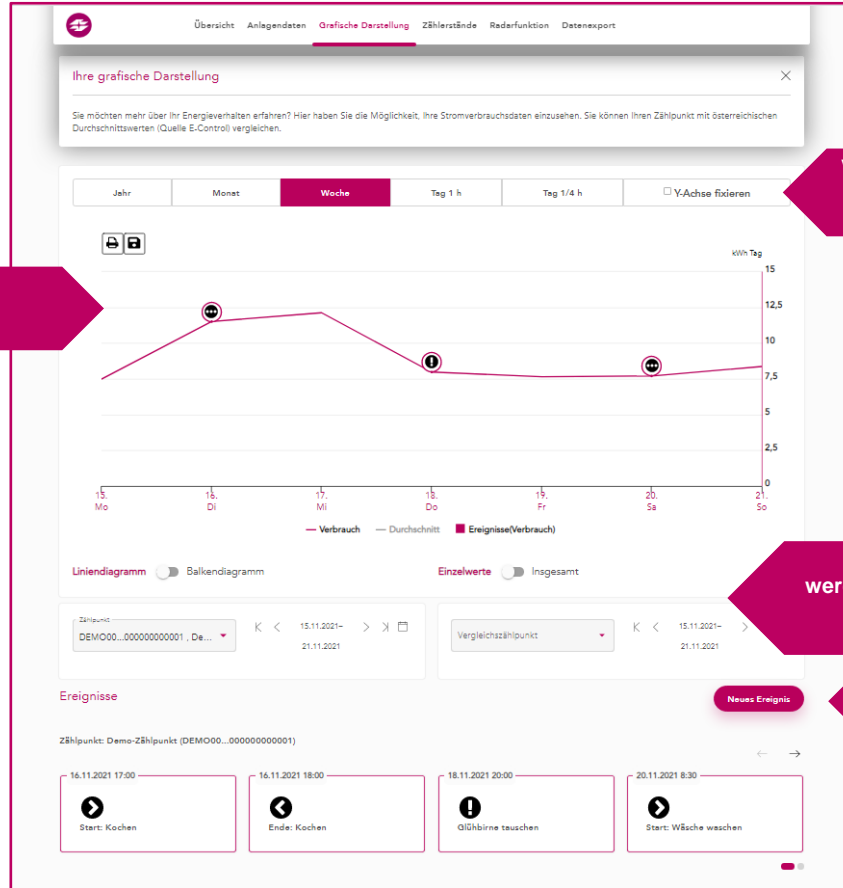 Übersicht Anlagendaten Grafische Darstellung Zählerstände Radarfunktion Datenexport
Ihre grafische Darstellung
Sie möchten mehr über Ihr Energieverhalten erfahren? Hier haben Sie die Möglichkeit, Ihre Stromverbrauchsdaten einzusehen. Sie können Ihren Zählpunkt mit österreichischen
Durchschnittswerten (Quelle E-Control) vergleichen.
Jahr Monat Woche Tag 1 h Tag 1/4 h Y-Achse fixieren
kWh Tag
15
12,5
10
7,5
5
2,5
0
15. 16. 17. 18. 19. 20. 21.
Mo Di Mi Do Fr Sa So
Verbrauch Durchschnitt Ereignisse(Verbrauch)
Liniendiagramm Balkendiagramm Einzelwerte Insgesamt
wer
Zählpunkt
DEMO00...00000000001 , De... 15.11.2021– 21.11.2021
Vergleichszählpunkt 15.11.2021– 21.11.2021
Ereignisse
Neues Ereignis
Zählpunkt: Demo-Zählpunkt (DEMO00...000000000001)
16.11.2021 17:00
Start: Kochen
16.11.2021 18:00
Ende: Kochen
18.11.2021 20:00
Glühbirne tauschen
20.11.2021 8:30
Start: Wäsche waschen